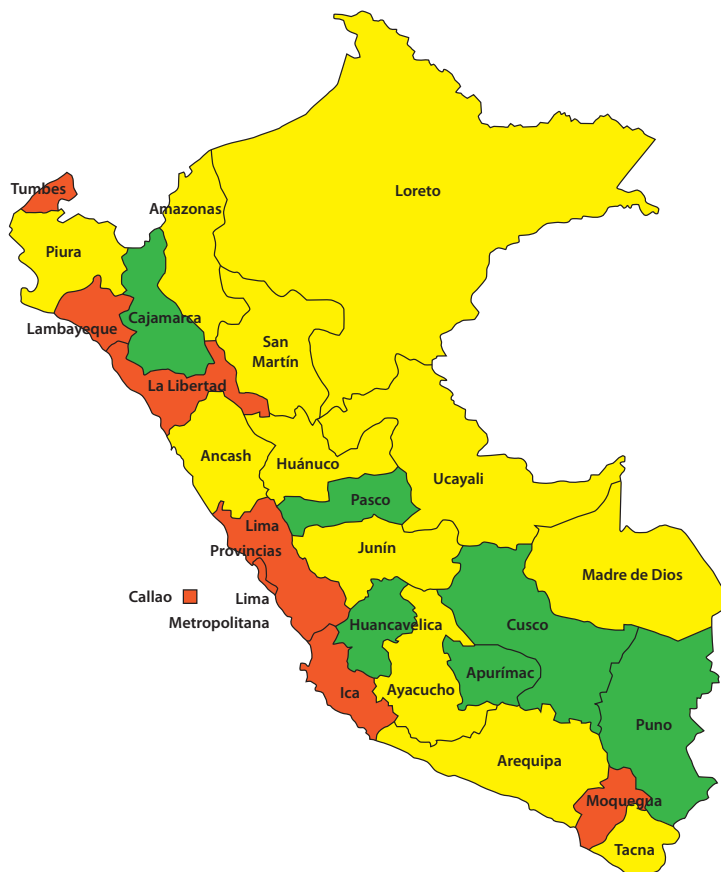 Loreto
Tumbes
Amazonas
Piura
Cajamarca
Lambayeque
San
Martín
La Libertad
Ancash
Huánuco
Ucayali
Pasco
Lima
Provincias
Junín
Madre de Dios
Callao
Lima
Metropolitana
Huancavelica
Cusco
Apurímac
Ayacucho
Ica
Puno
Arequipa
Moquegua
Tacna